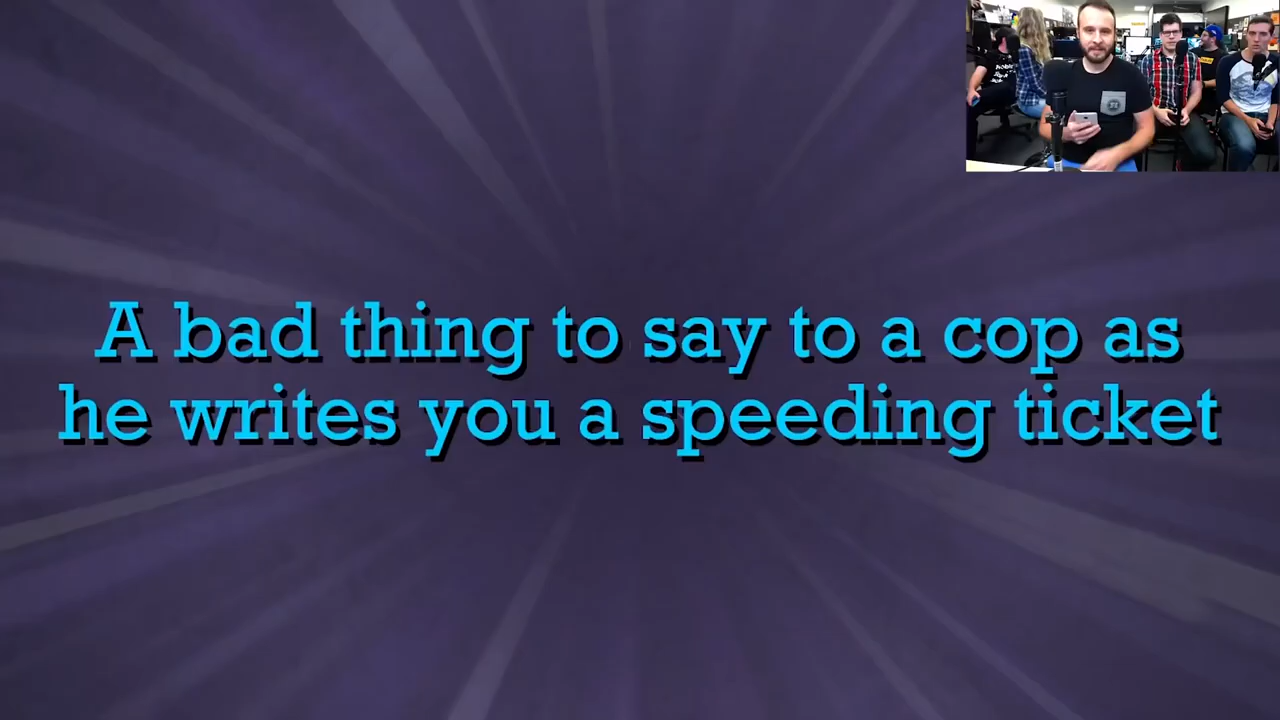 A bad thing to say to a cop as
he writes you a speeding ticket